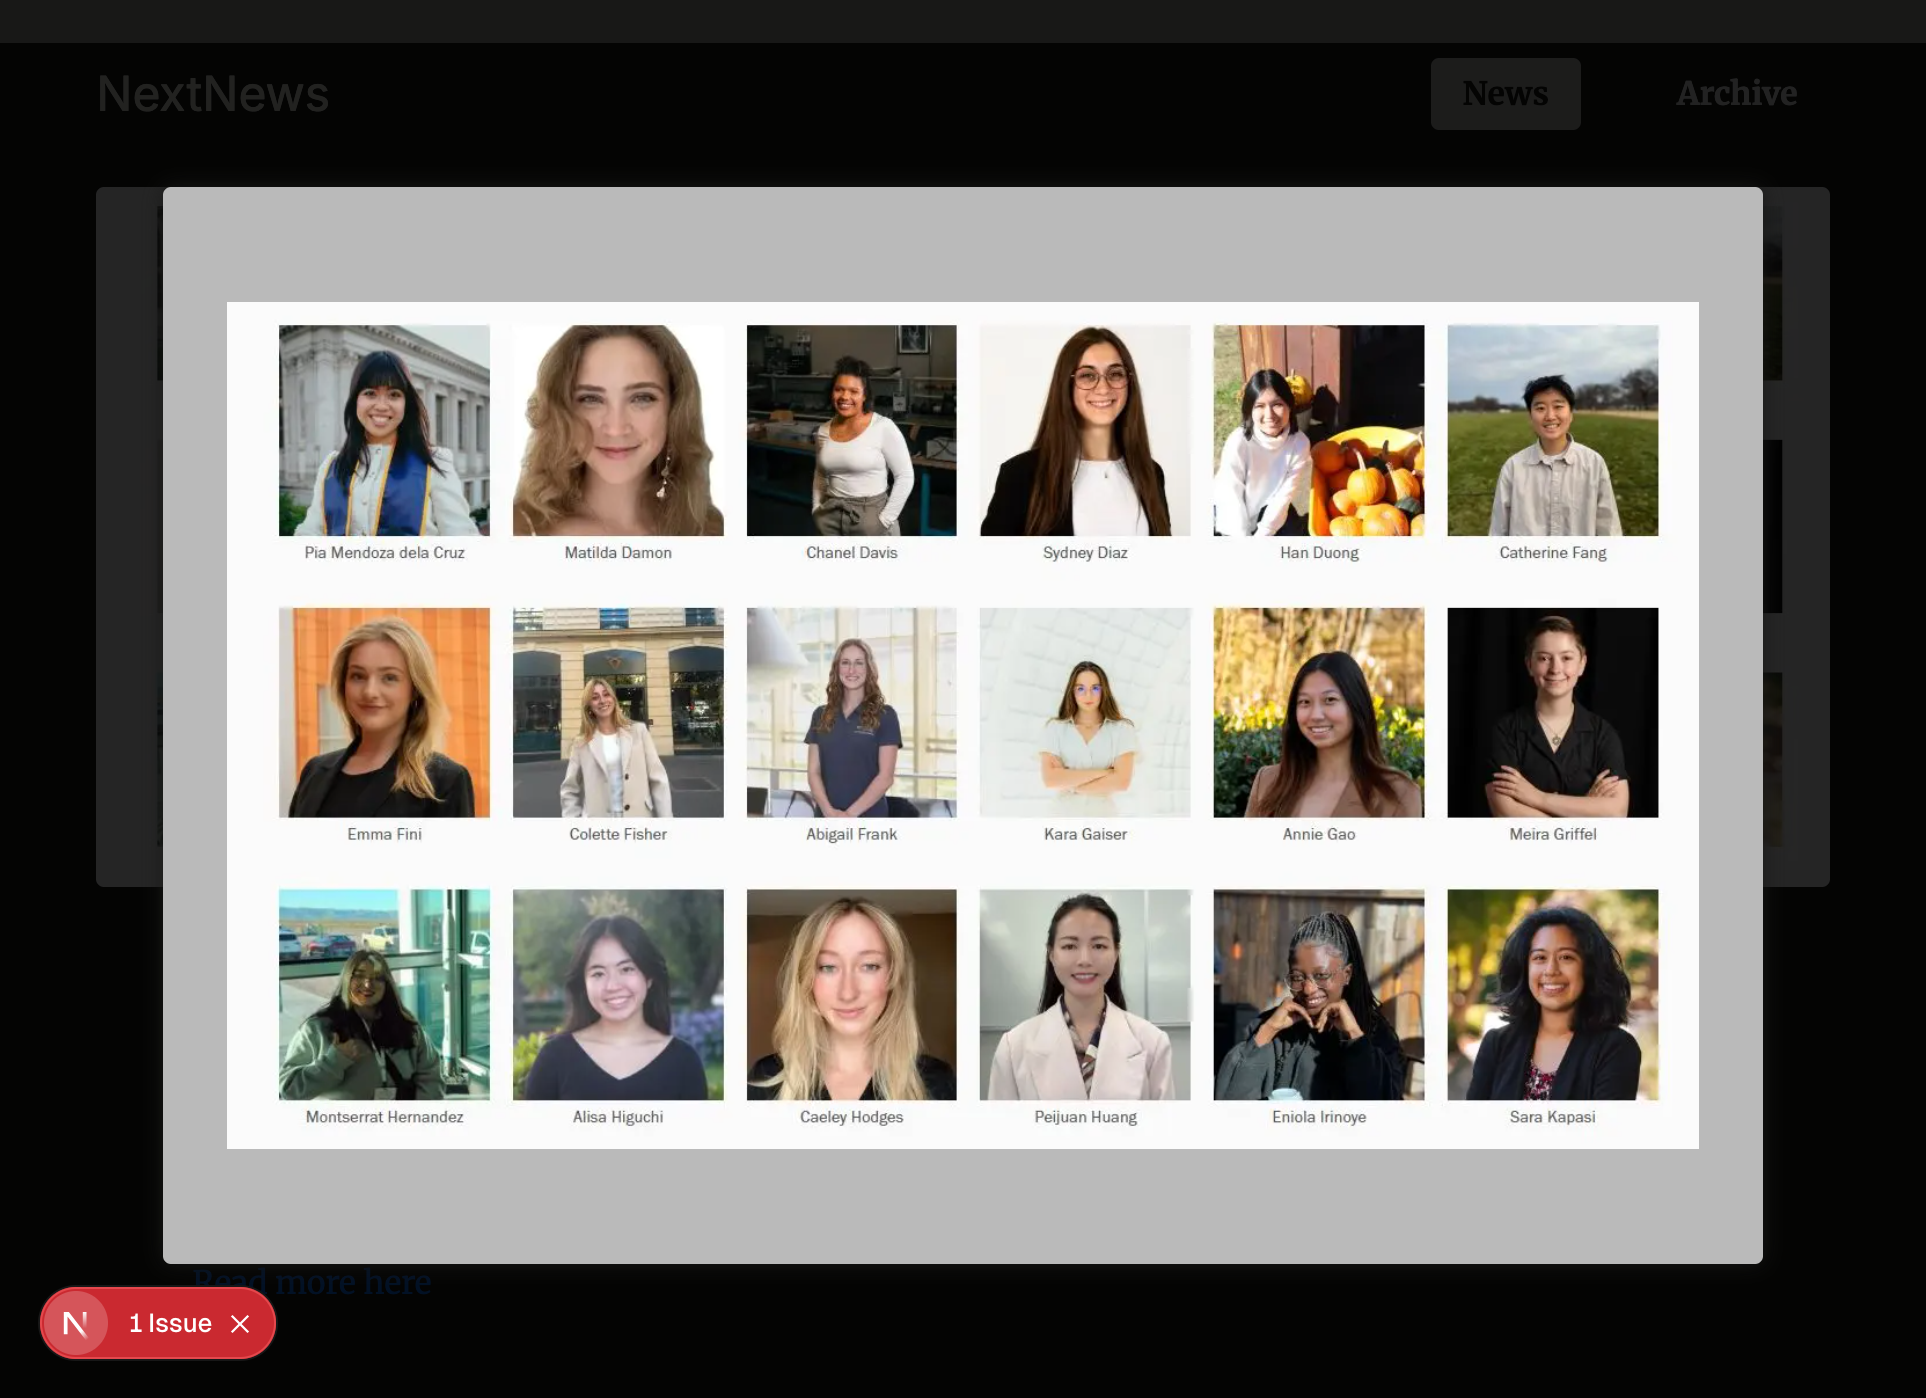 NextNews
News
Archive
Pia Mendoza dela Cruz
Matilda Damon
Chanel Davis
Sydney Diaz
Han Duong
Catherine Fang
Emma Fini
Colette Fisher
Abigail Frank
Kara Gaiser
Annie Gao
Meira Griffel
Montserrat Hernandez
Alisa Higuchi
Caeley Hodges
Peijuan Huang
Eniola Irinoye
Sara Kapasi
Read more here
N
1 Issue